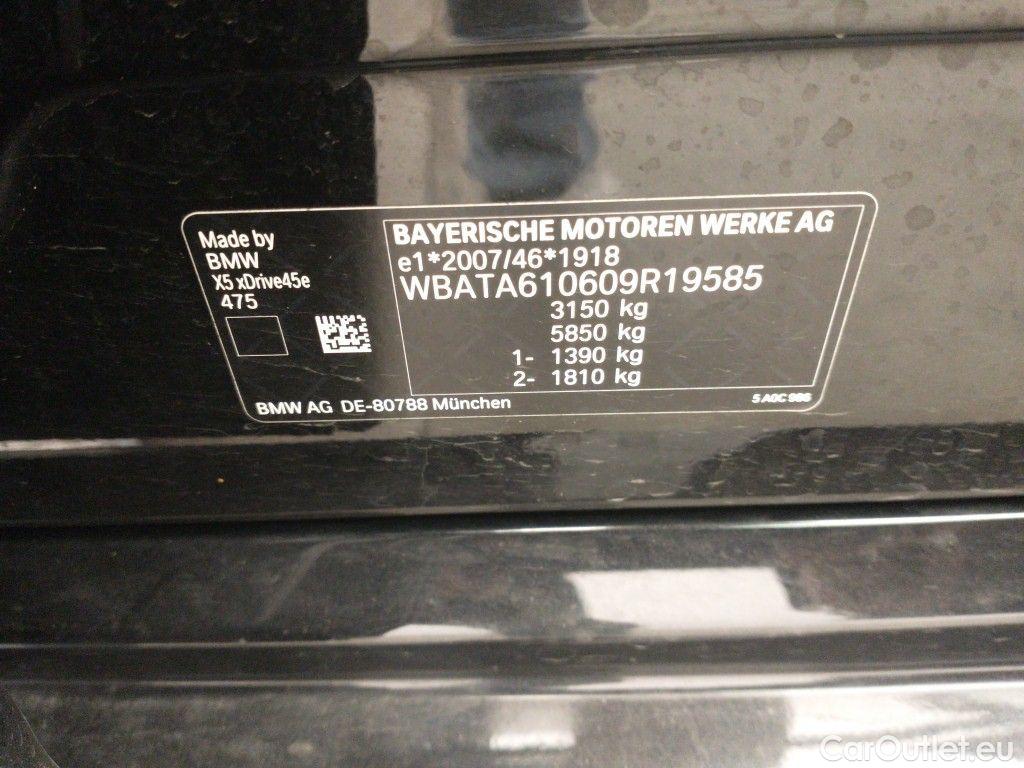 Made by
BMW
X5 xDrive45e
475
BAYERISCHE MOTOREN WERKE AG
e1*2007/46*1918
WBATA610609R19585
3150 kg
5850 kg
1- 1390 kg
2- 1810 kg
BMW AG DE-80788 München
5 A0C 986
CarOutlet.eu